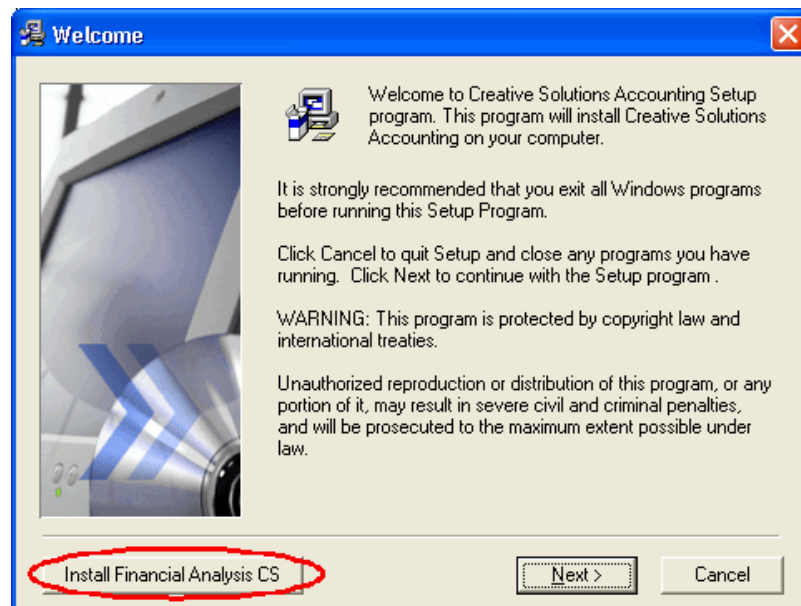 Welcome
Welcome to Creative Solutions Accounting Setup
program. This program will install Creative Solutions
Accounting on your computer.
It is strongly recommended that you exit all Windows programs
before running this Setup Program.
Click Cancel to quit Setup and close any programs you have
running. Click Next to continue with the Setup program .
WARNING: This program is protected by copyright law and
international treaties.
Unauthorized reproduction or distribution of this program, or any
portion of it, may result in severe civil and criminal penalties,
and will be prosecuted to the maximum extent possible under
law.
Install Financial Analysis CS
Next >
Cancel